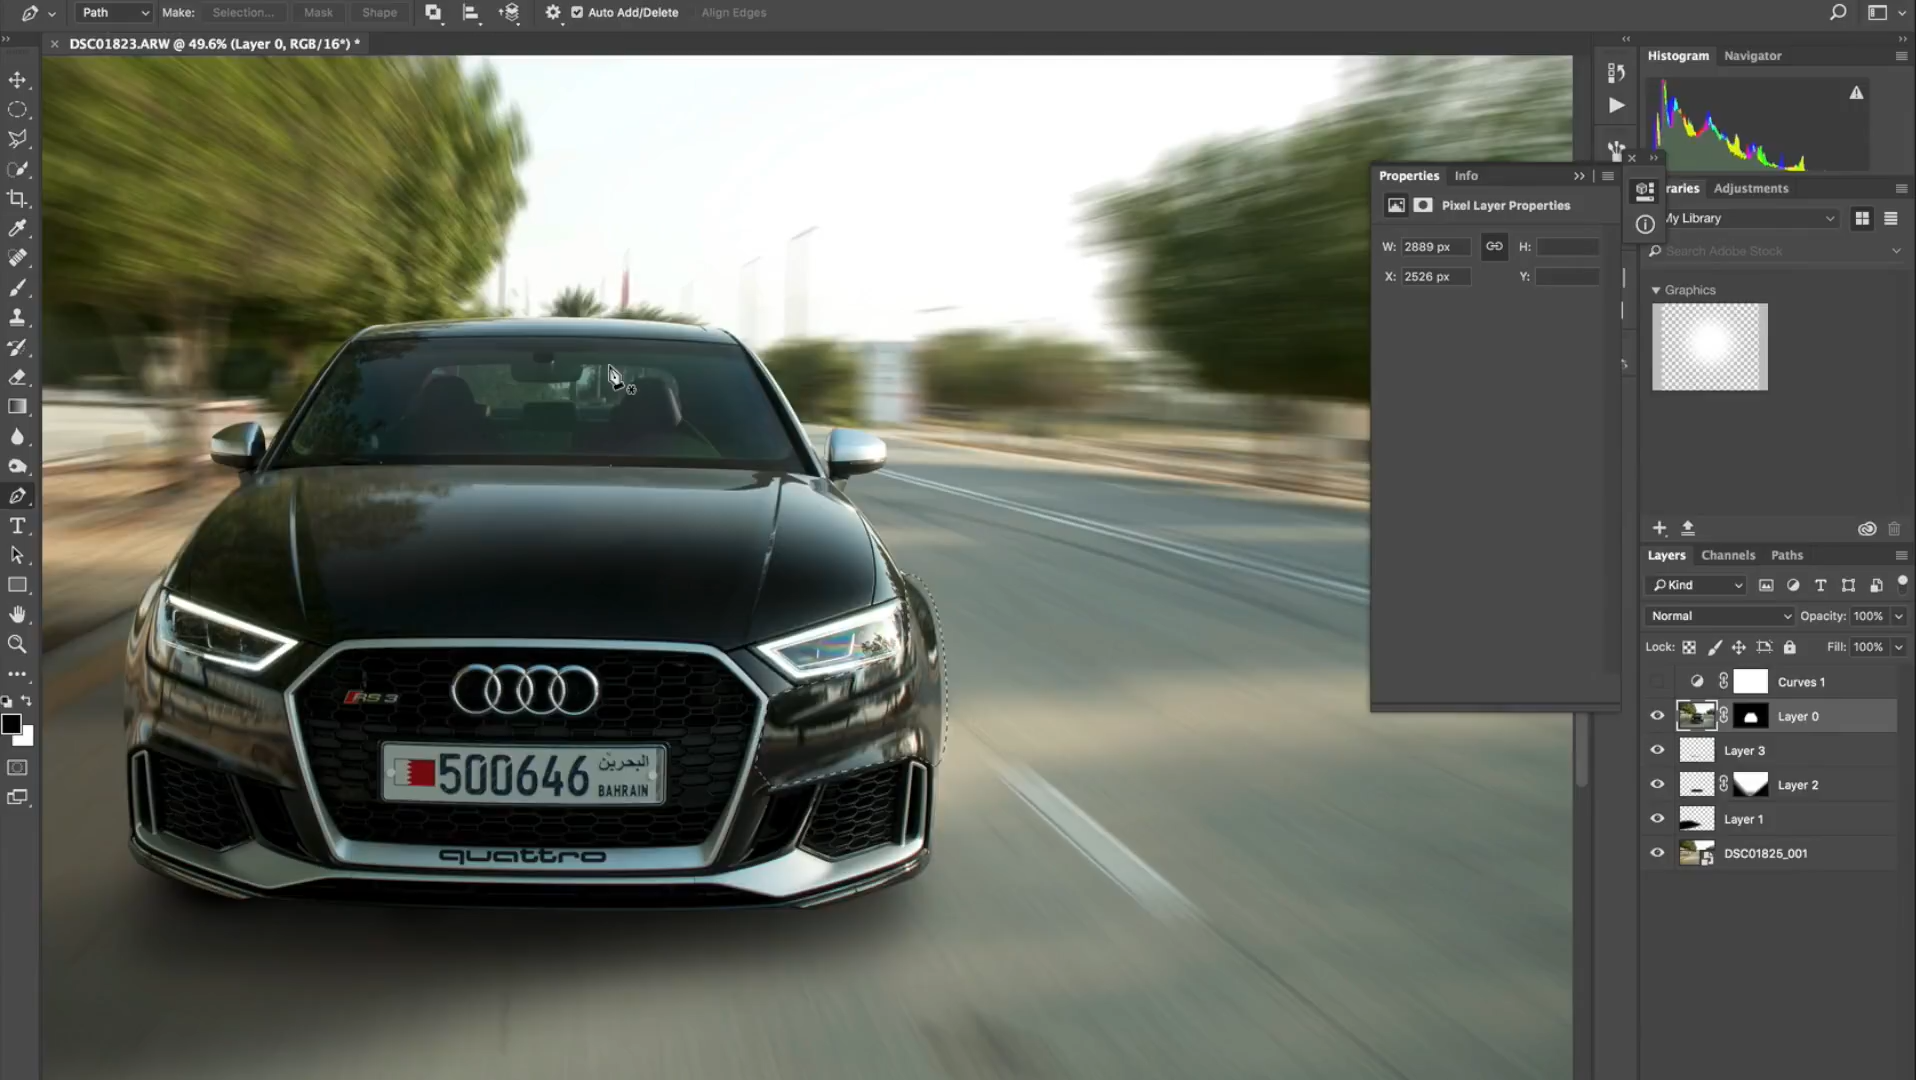 Path
Make:
Selection...
Mask
Shape
Auto Add/Delete
Align Edges
DSC01823.ARW @ 49.6% (Layer 0, RGB/16*) *
Histogram
Navigator
Properties
Info
Pixel Layer Properties
W: 2889 px
H:
X: 2526 px
Y:
raries
Adjustments
My Library
Search Adobe Stock
Graphics
RS 3
500646
البحرين
BAHRAIN
quattro
Layers
Channels
Paths
Kind
Normal
Opacity: 100%
Lock:
Fill: 100%
Curves 1
Layer 0
Layer 3
Layer 2
Layer 1
DSC01825_001